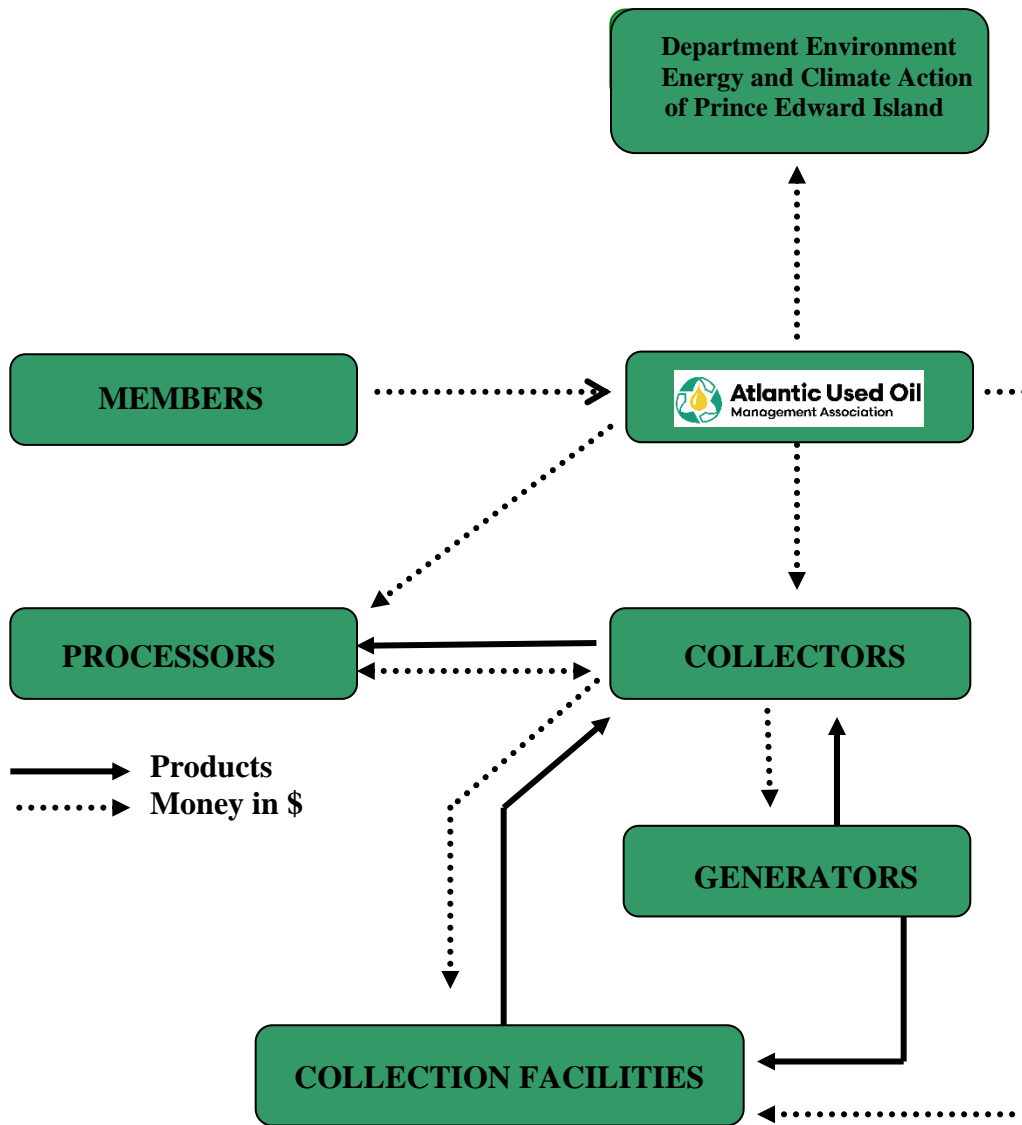 Department Environment
Energy and Climate Action
of Prince Edward Island
MEMBERS
Atlantic Used Oil
Management Association
PROCESSORS
COLLECTORS
Products
Money in $
GENERATORS
COLLECTION FACILITIES